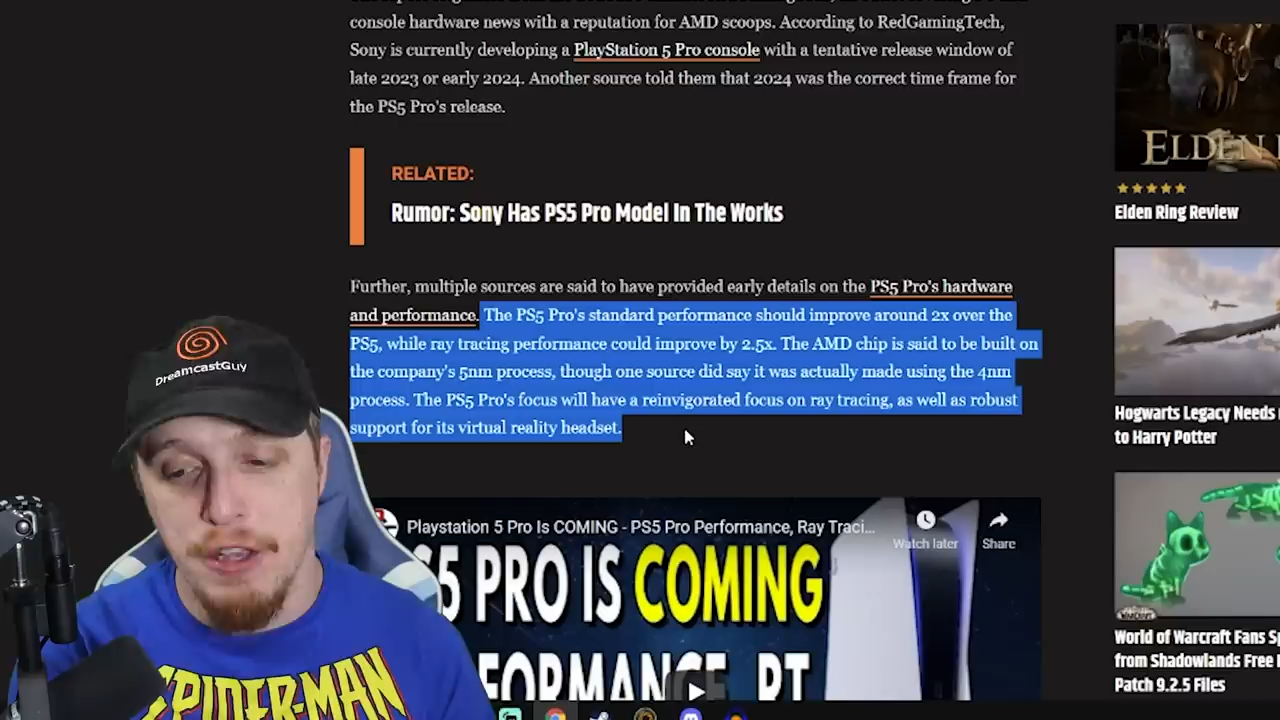 console hardware news with a reputation for AMD scoops. According to RedGamingTech,
Sony is currently developing a PlayStation 5 Pro console with a tentative release window of
late 2023 or early 2024. Another source told them that 2024 was the correct time frame for
the PS5 Pro's release.
RELATED:
Rumor: Sony Has PS5 Pro Model In The Works
Further, multiple sources are said to have provided early details on the PS5 Pro's hardware
and performance. The PS5 Pro's standard performance should improve around 2x over the
PS5, while ray tracing performance could improve by 2.5x. The AMD chip is said to be built on
the company's 5nm process, though one source did say it was actually made using the 4nm
process. The PS5 Pro's focus will have a reinvigorated focus on ray tracing, as well as robust
support for its virtual reality headset.
Playstation 5 Pro Is COMING - PS5 Pro Performance, Ray Traci...
Watch later
Share
5 PRO IS COMING
FORMANCE, RT
ELDEN
Elden Ring Review
Hogwarts Legacy Needs
to Harry Potter
World of Warcraft Fans
from Shadowlands Free
Patch 9.2.5 Files
DreamcastGuy
SPIDER-MAN